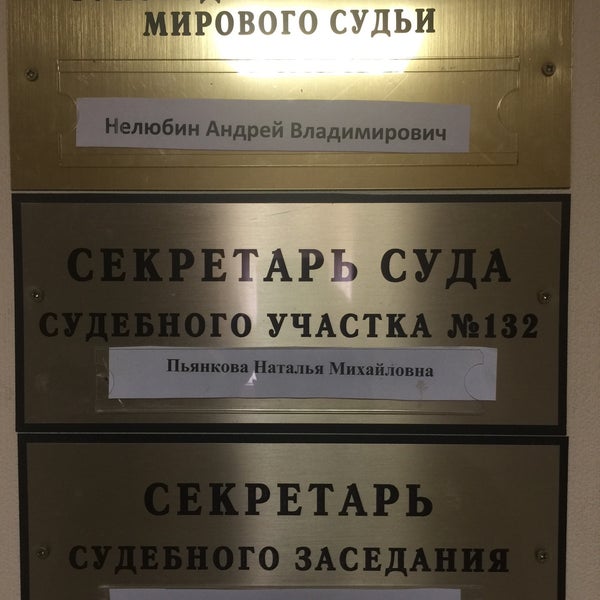 МИРОВОГО СУДЬИ
Нелюбин Андрей Владимирович
СЕКРЕТАРЬ СУДА
СУДЕБНОГО УЧАСТКА №132
Пьянкова Наталья Михайловна
СЕКРЕТАРЬ
СУДЕБНОГО ЗАСЕДАНИЯ